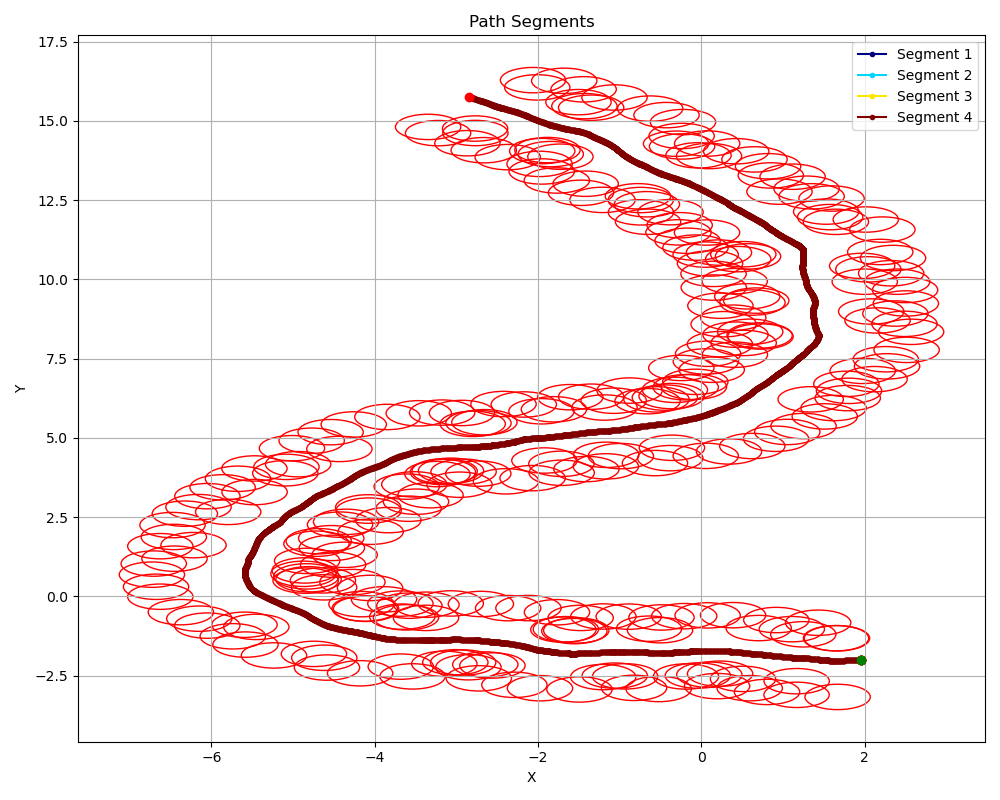 Path Segments
17.5
15.0
12.5
10.0
7.5
5.0
2.5
0.0
−2.5
Y
−6
−4
−2
0
2
X
Segment 1
Segment 2
Segment 3
Segment 4